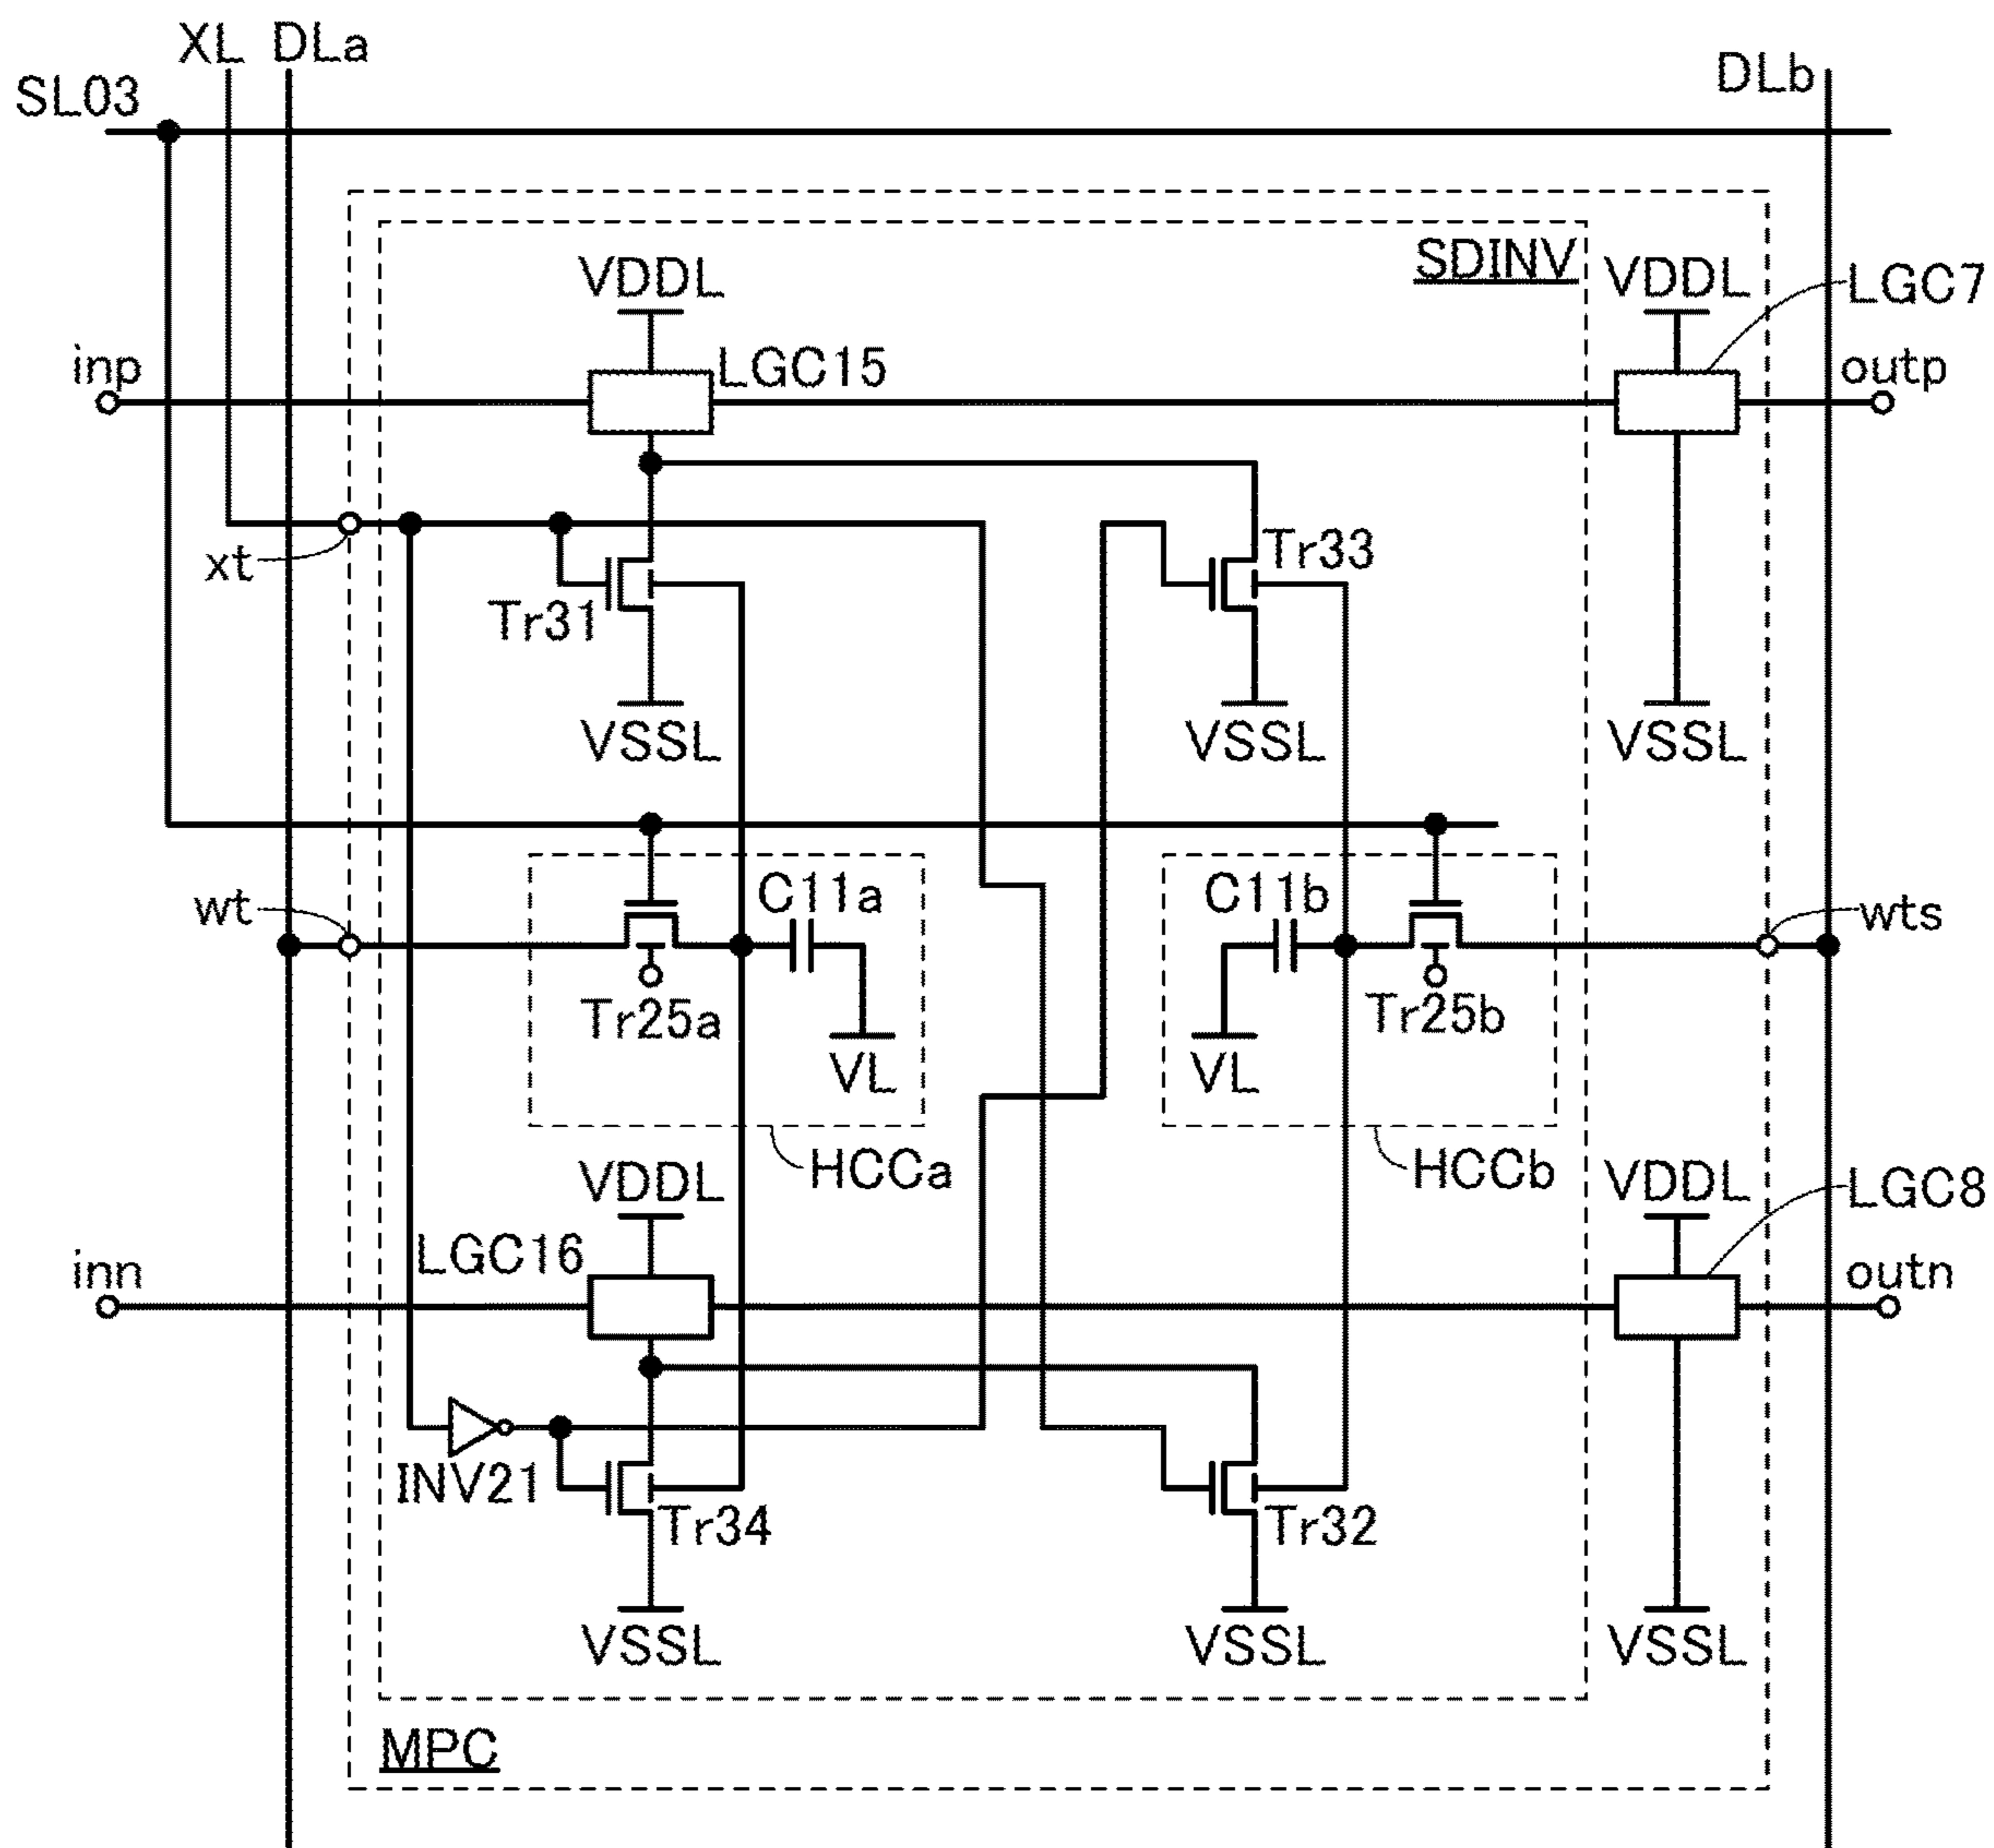 XL DLa
SL03
DLb
SDINV
VDDL
VDDL
LGC7
inp
LGC15
outp
xt
Tr31
Tr33
VSSL
VSSL
VSSL
wt
C11a
C11b
wts
Tr25a
Tr25b
VL
VL
HCCa
HCCb
VDDL
VDDL
LGC8
LGC16
inn
outn
INV21
Tr34
Tr32
VSSL
VSSL
VSSL
MPC